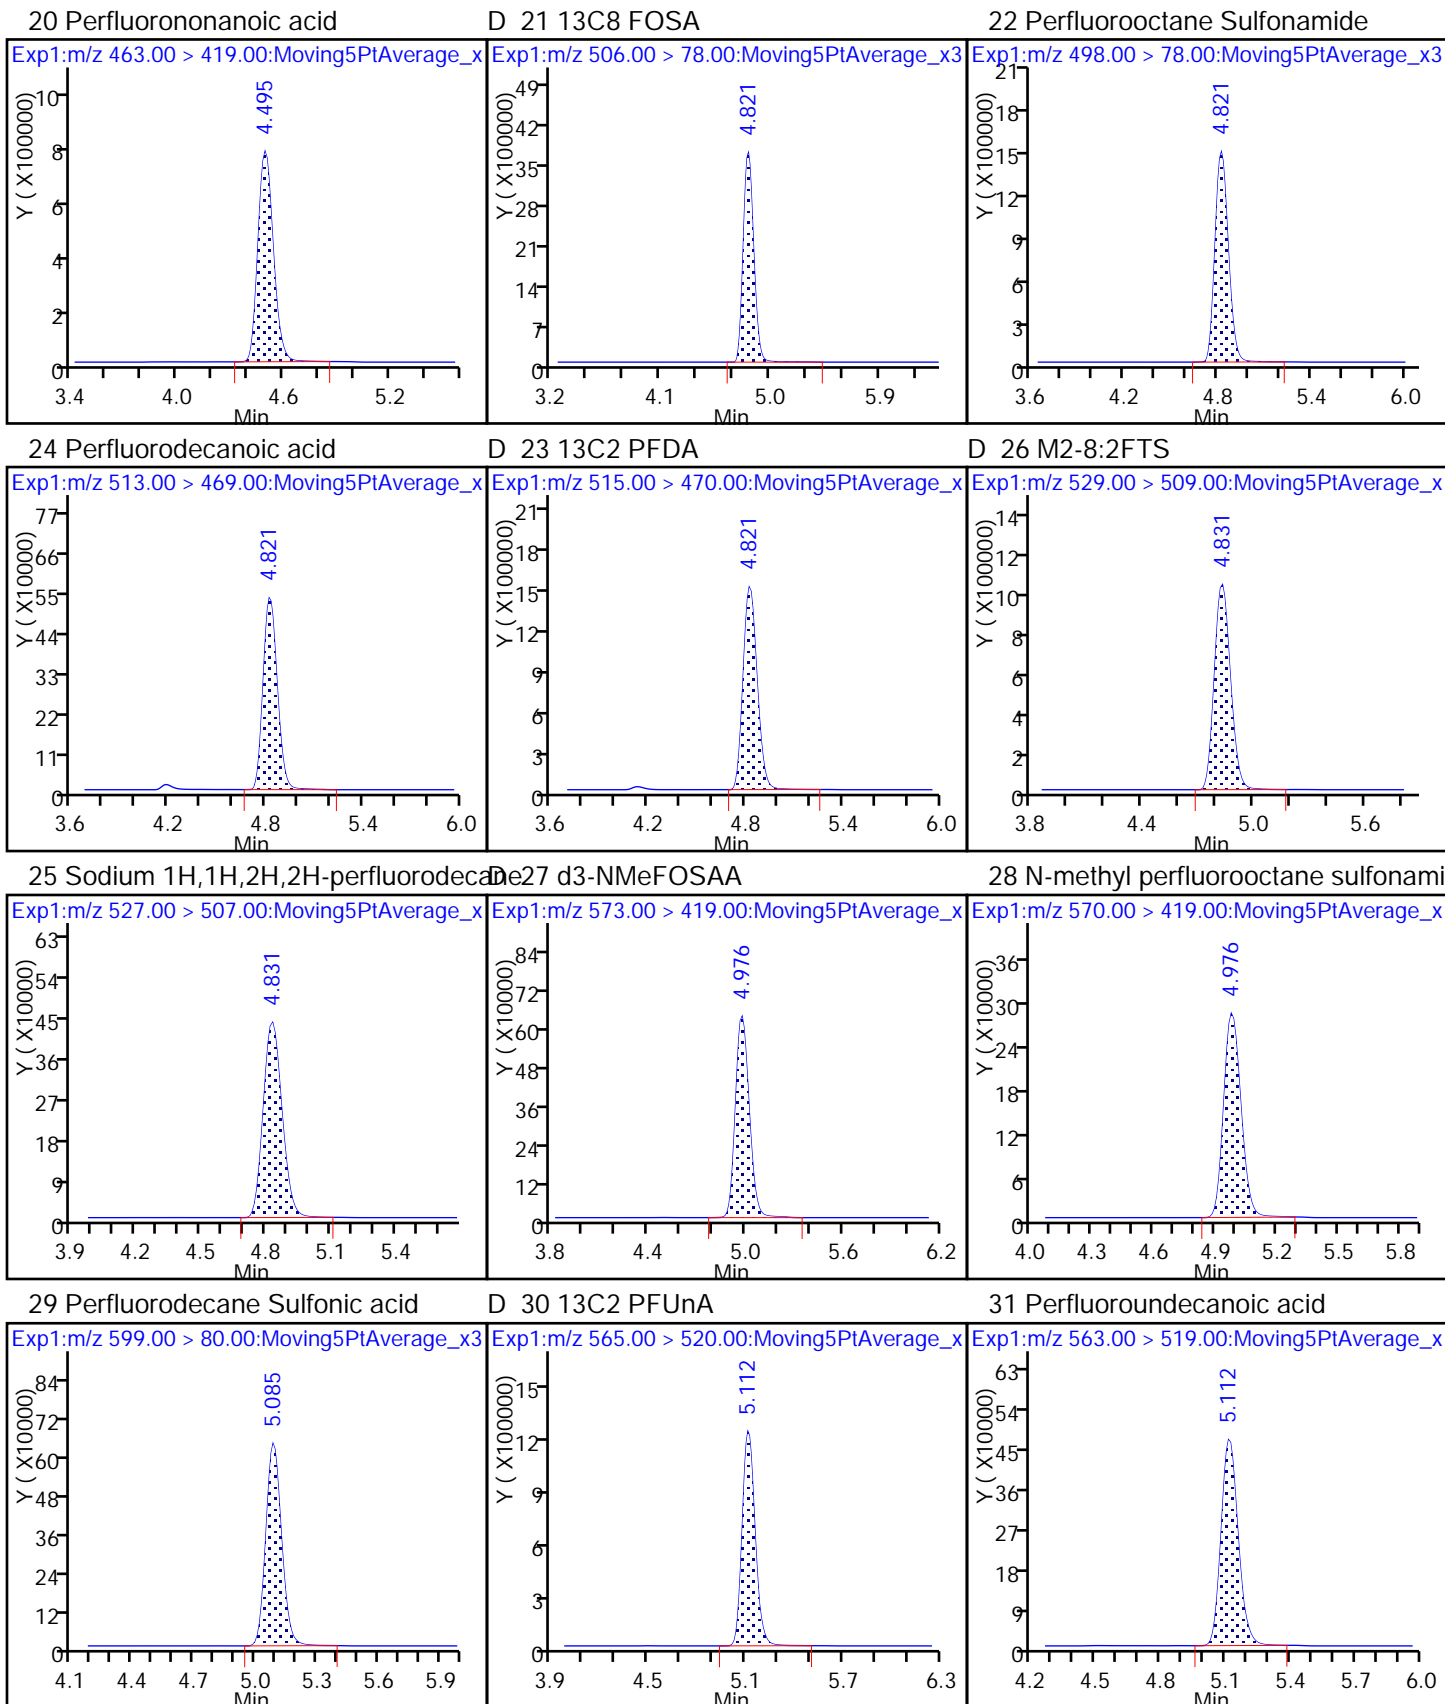 20 Perfluorononanoic acid
Exp1:m/z 463.00 > 419.00:Moving5PtAverage_x
Y ( X100000)
10
8
6
4
2
0
4.495
3.4 4.0 4.6 5.2
Min
D 21 13C8 FOSA
Exp1:m/z 506.00 > 78.00:Moving5PtAverage_x3
Y ( X100000)
49
42
35
28
21
14
7
0
4.821
3.2 4.1 5.0 5.9
22 Perfluorooctane Sulfonamide
Exp1:m/z 498.00 > 78.00:Moving5PtAverage_x3
Y ( X100000)
21
18
15
12
9
6
3
0
4.821
3.6 4.2 4.8 5.4 6.0
Min
24 Perfluorodecanoic acid
Exp1:m/z 513.00 > 469.00:Moving5PtAverage_x
Y ( X10000)
77
66
55
44
33
22
11
0
4.821
3.6 4.2 4.8 5.4 6.0
Min
D 23 13C2 PFDA
Exp1:m/z 515.00 > 470.00:Moving5PtAverage_x
Y ( X100000)
21
18
15
12
9
6
3
0
4.821
3.6 4.2 4.8 5.4 6.0
Min
D 26 M2-8:2FTS
Exp1:m/z 529.00 > 509.00:Moving5PtAverage_x
Y ( X100000)
14
12
10
8
6
4
2
0
4.831
3.8 4.4 5.0 5.6
Min
25 Sodium 1H,1H,2H,2H-perfluorodecane
Exp1:m/z 527.00 > 507.00:Moving5PtAverage_x
Y ( X10000)
63
54
45
36
27
18
9
0
4.831
3.9 4.2 4.5 4.8 5.1 5.4
Min
D 27 d3-NMeFOSAA
Exp1:m/z 573.00 > 419.00:Moving5PtAverage_x
Y ( X10000)
84
72
60
48
36
24
12
0
4.976
3.8 4.4 5.0 5.6 6.2
Min
28 N-methyl perfluorooctane sulfonami
Exp1:m/z 570.00 > 419.00:Moving5PtAverage_x
Y ( X10000)
36
30
24
18
12
6
0
4.976
4.0 4.3 4.6 4.9 5.2 5.5 5.8
Min
29 Perfluorodecane Sulfonic acid
Exp1:m/z 599.00 > 80.00:Moving5PtAverage_x3
Y ( X10000)
84
72
60
48
36
24
12
0
5.085
4.1 4.4 4.7 5.0 5.3 5.6 5.9
Min
D 30 13C2 PFUnA
Exp1:m/z 565.00 > 520.00:Moving5PtAverage_x
Y ( X100000)
15
12
9
6
3
0
5.112
3.9 4.5 5.1 5.7 6.3
Min
31 Perfluoroundecanoic acid
Exp1:m/z 563.00 > 519.00:Moving5PtAverage_x
Y ( X10000)
63
54
45
36
27
18
9
0
5.112
4.2 4.5 4.8 5.1 5.4 5.7 6.0
Min